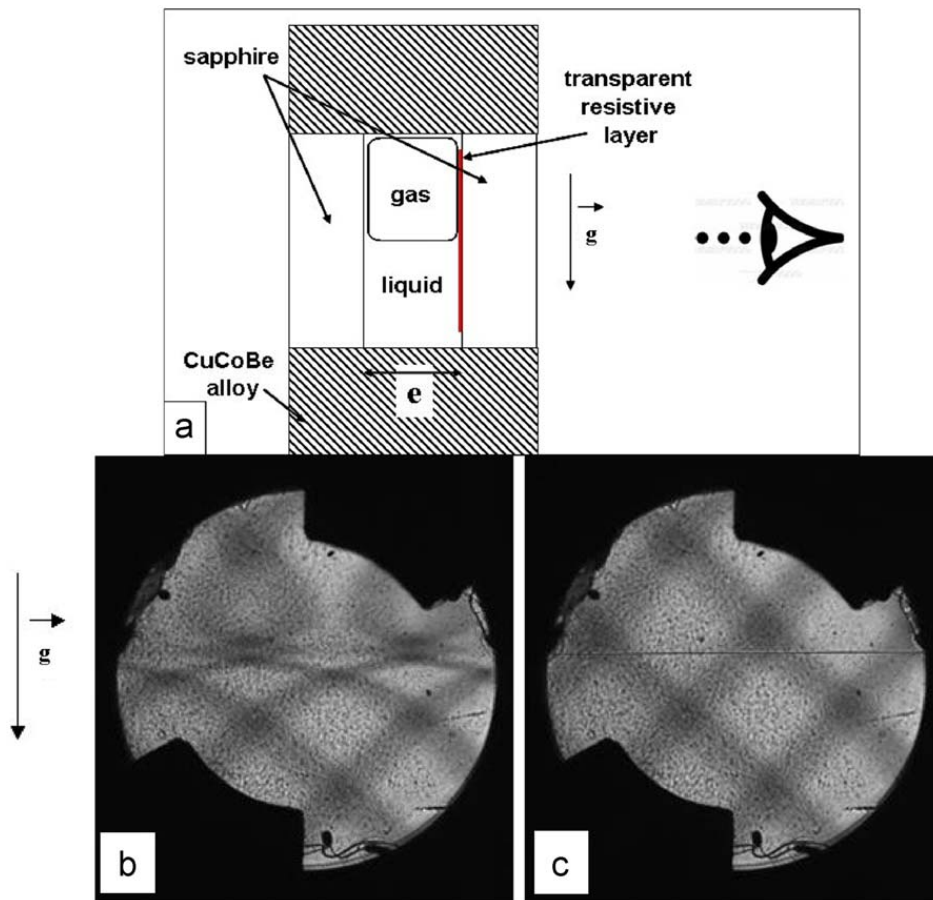 sapphire
transparent
resistive
layer
gas
g
liquid
CuCoBe
alloy
e
a
g
b
c